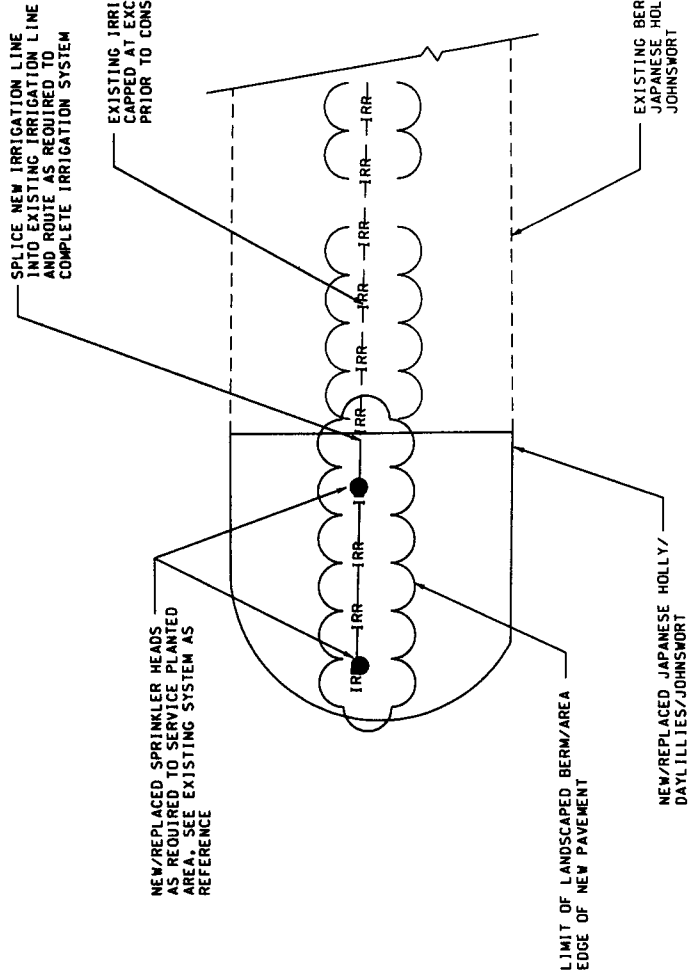 SPLICE NEW IRRIGATION LINE
INTO EXISTING IRRIGATION LINE
AND ROUTE AS REQUIRED TO
COMPLETE IRRIGATION SYSTEM
EXISTING IRRI
CAPPED AT EXC
PRIOR TO CONS
NEW/REPLACED SPRINKLER HEADS
AS REQUIRED TO SERVICE PLANTED
AREA, SEE EXISTING SYSTEM AS
REFERENCE
IR
IRR
IRR
I
IRR
IRR
IRR
IRR
IRR
IRR
LIMIT OF LANDSCAPED BERM/AREA
EDGE OF NEW PAVEMENT
NEW/REPLACED JAPANESE HOLLY/
DAYLILLIES/JOHNSWORT
EXISTING BER
JAPANESE HOL
JOHNSWORT